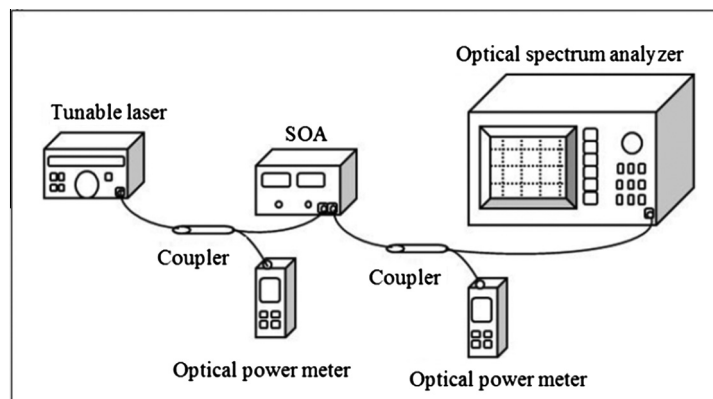 Optical spectrum analyzer
Tunable laser
SOA
Coupler
Coupler
Optical power meter
Optical power meter